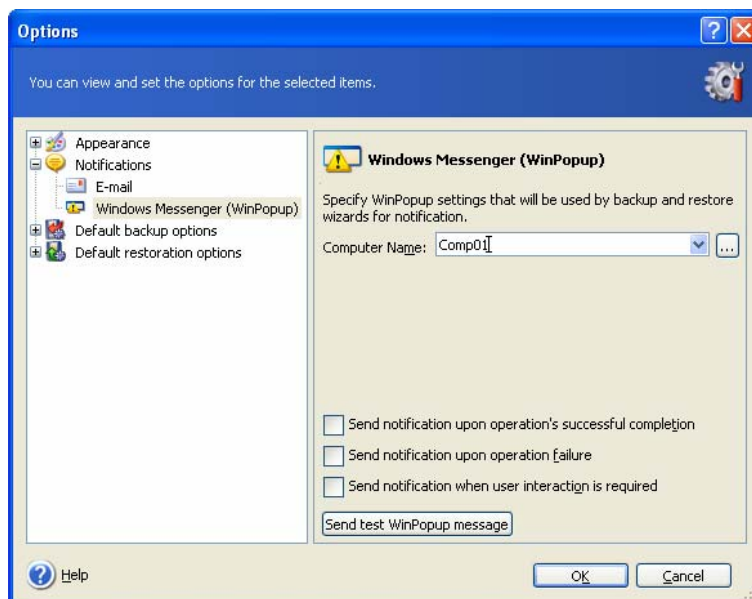 Options
You can view and set the options for the selected items.
Appearance
Notifications
E-mail
Windows Messenger (WinPopup)
Default backup options
Default restoration options
Windows Messenger (WinPopup)
Specify WinPopup settings that will be used by backup and restore
wizards for notification.
Computer Name: Comp01
...
Send notification upon operation's successful completion
Send notification upon operation failure
Send notification when user interaction is required
Send test WinPopup message
Help
OK
Cancel